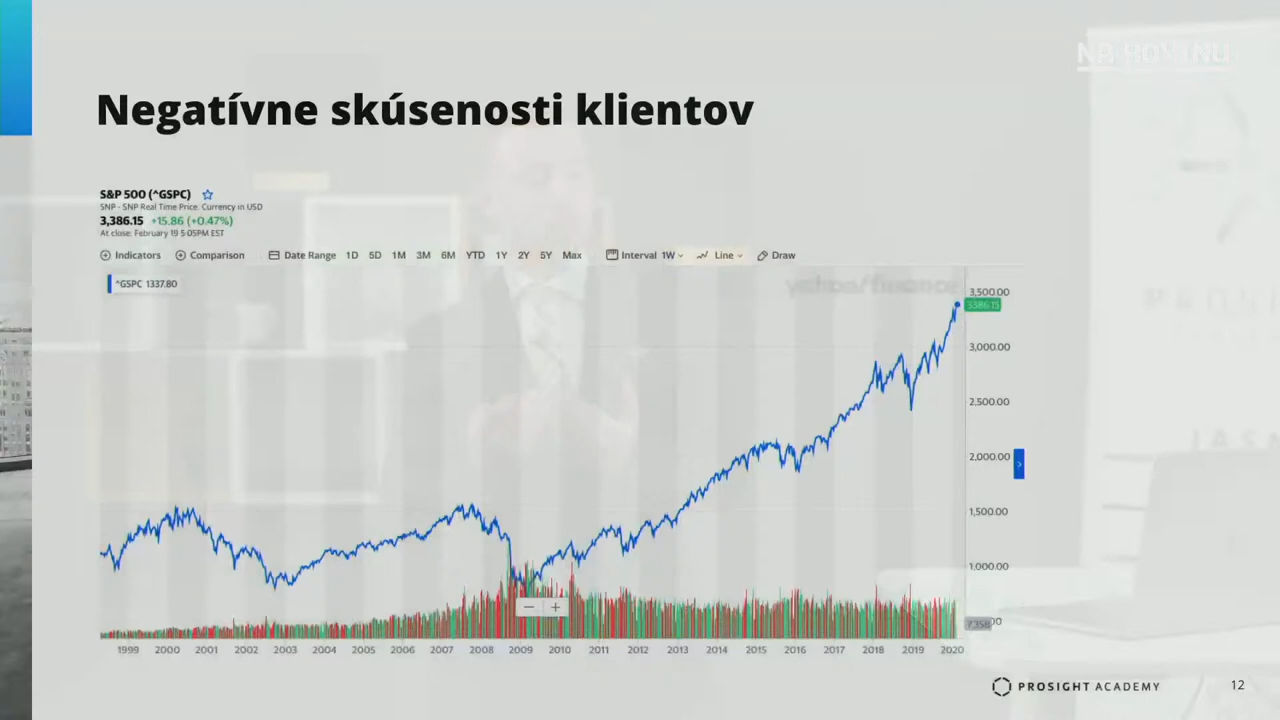 NA ROVINU
Negatívne skúsenosti klientov
S&P 500 (^GSPC)
SNP - SNP Real Time Price. Currency in USD
3,386.15 +15.86 (+0.47%)
At close: February 19 5:05PM EST
Indicators Comparison Date Range 1D 5D 1M 3M 6M YTD 1Y 2Y 5Y Max Interval 1W Line Draw
^GSPC 1337.80
yahoo/finance
3,500.00
3386.15
3,000.00
2,500.00
2,000.00
1,500.00
1,000.00
1999 2000 2001 2002 2003 2004 2005 2006 2007 2008 2009 2010 2011 2012 2013 2014 2015 2016 2017 2018 2019 2020
PROSIGHT ACADEMY
12